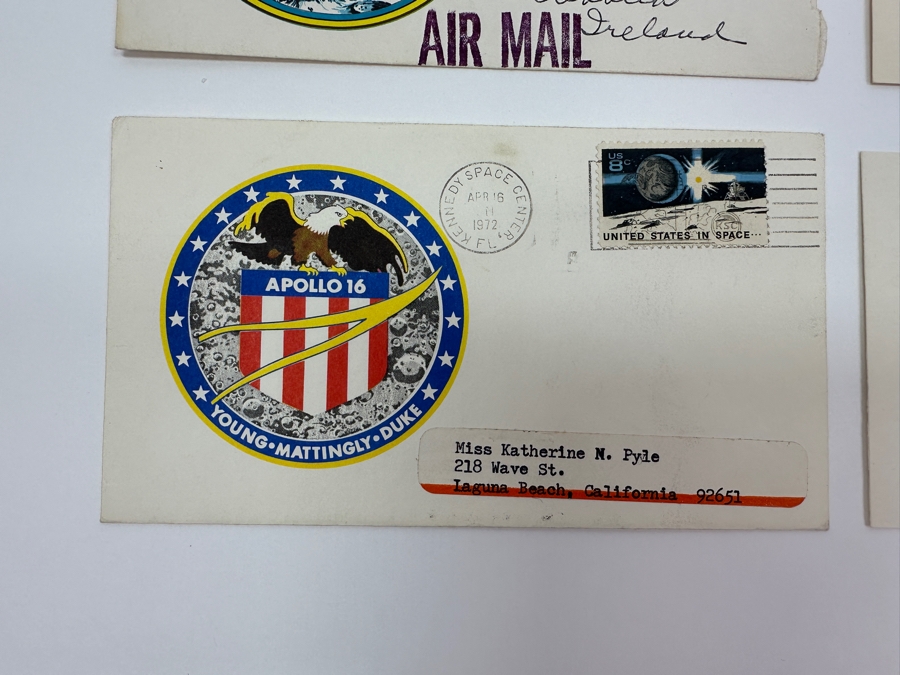 Ireland
AIR MAIL
APOLLO 16
YOUNG • MATTINGLY • DUKE
KENNEDY SPACE CENTER,
APR 16
1972
FL
US
8c
KSC
UNITED STATES IN SPACE...
Miss Katherine N. Pyle
218 Wave St.
Laguna Beach, California 92651